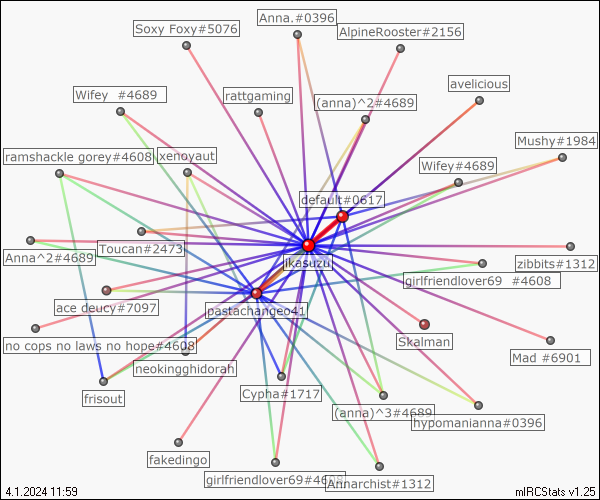 Anna.#0396
Soxy Foxy#5076
AlpineRooster#2156
avelicious
Wifey  #4689
rattgaming
(anna)^2#4689
Mushy#1984
ramshackle gorey#4608
xenoyaut
Wifey#4689
default#0617
Toucan#2473
Anna^2#4689
ikasuzu
zibbits#1312
girlfriendlover69  #4608
ace deucy#7097
pastachangeo41
no cops no laws no hope#4608
Skalman
Mad #6901
neokingghidorah
frisout
Cypha#1717
(anna)^3#4689
hypomanianna#0396
fakedingo
girlfriendlover69#4608
Annarchist#1312
4.1.2024 11:59
mIRCStats v1.25